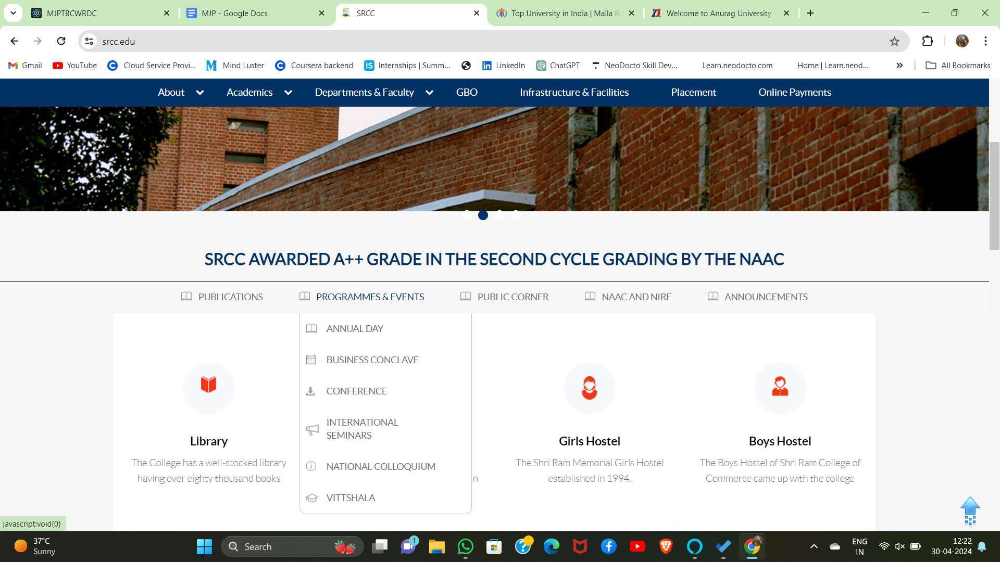 MJPTBCWRDC
MJP - Google Docs
SRCC
Top University in India | Malla R
Welcome to Anurag University
srcc.edu
Gmail
YouTube
Cloud Service Provi...
Mind Luster
Coursera backend
Internships | Summ...
LinkedIn
ChatGPT
NeoDocto Skill Dev...
Learn.neodocto.com
Home | Learn.neod...
All Bookmarks
About
Academics
Departments & Faculty
GBO
Infrastructure & Facilities
Placement
Online Payments
SRCC AWARDED A++ GRADE IN THE SECOND CYCLE GRADING BY THE NAAC
PUBLICATIONS
PROGRAMMES & EVENTS
PUBLIC CORNER
NAAC AND NIRF
ANNOUNCEMENTS
ANNUAL DAY
BUSINESS CONCLAVE
CONFERENCE
INTERNATIONAL
SEMINARS
NATIONAL COLLOQUIUM
VITTSHALA
Library
The College has a well-stocked library
having over eighty thousand books
in
Girls Hostel
The Shri Ram Memorial Girls Hostel
established in 1994.
Boys Hostel
The Boys Hostel of Shri Ram College of
Commerce came up with the college
javascript:void(0)
37°C
Sunny
Search
1
ENG
IN
12:22
30-04-2024